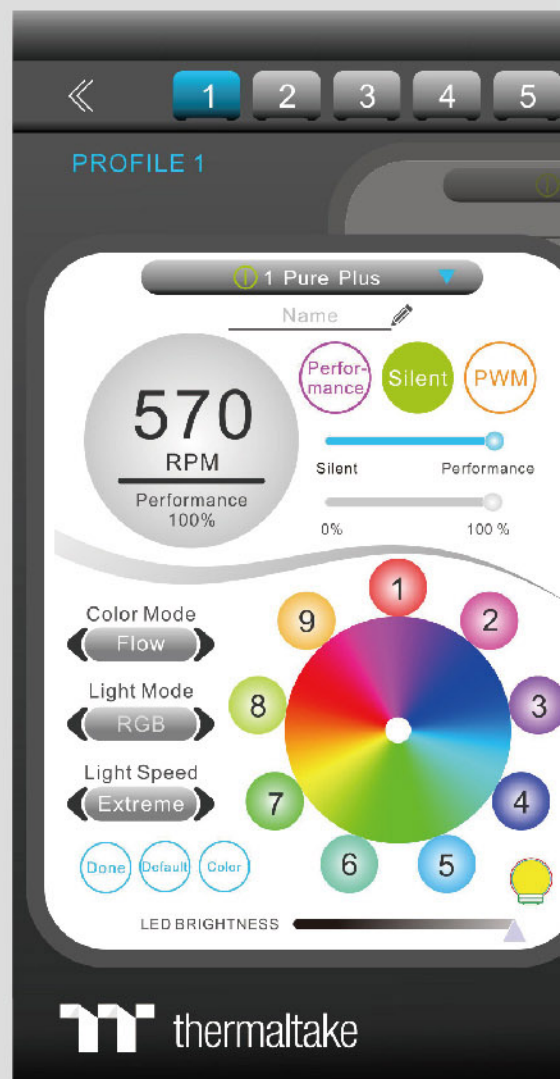 1 2 3 4 5
PROFILE 1
1 Pure Plus
Name
Perfor-
mance
Silent
PWM
570
RPM
Performance
100%
Silent Performance
0% 100 %
Color Mode
Flow
Light Mode
RGB
Light Speed
Extreme
1
2
3
4
5
6
7
8
9
Done Default Color
LED BRIGHTNESS
thermaltake